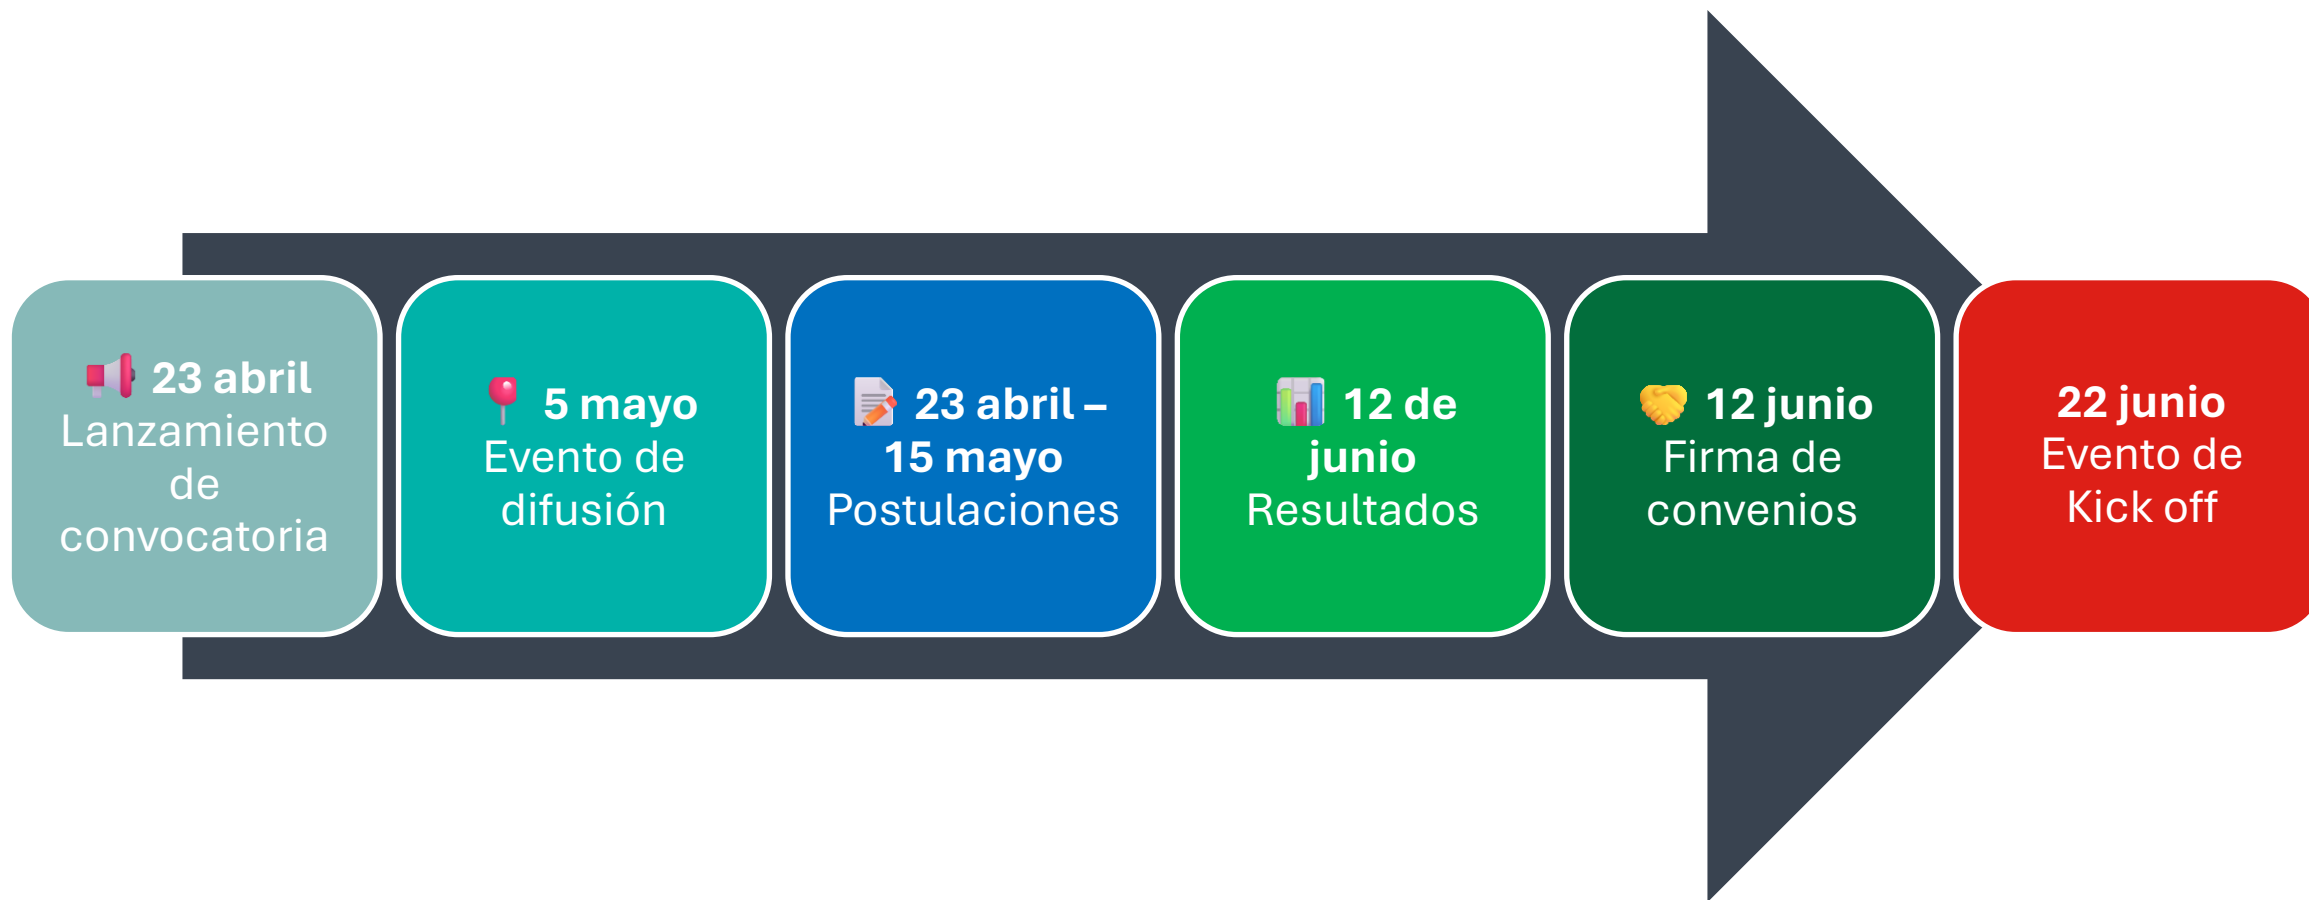 📢 23 abril
Lanzamiento
de
convocatoria
📍 5 mayo
Evento de
difusión
📝 23 abril –
15 mayo
Postulaciones
📊 12 de
junio
Resultados
🤝 12 junio
Firma de
convenios
22 junio
Evento de
Kick off